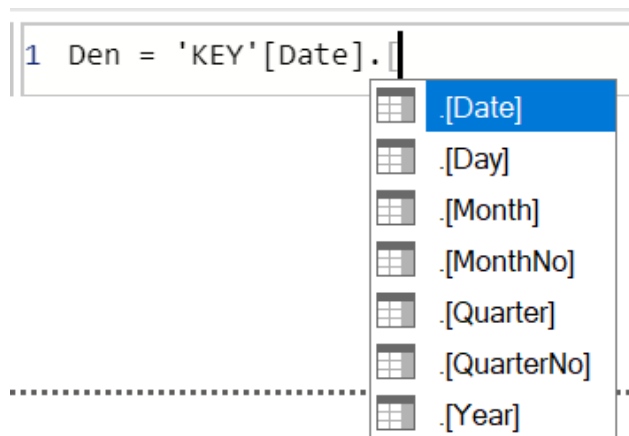 1 Den = 'KEY'[Date].[
.[Date]
.[Day]
.[Month]
.[MonthNo]
.[Quarter]
.[QuarterNo]
.[Year]